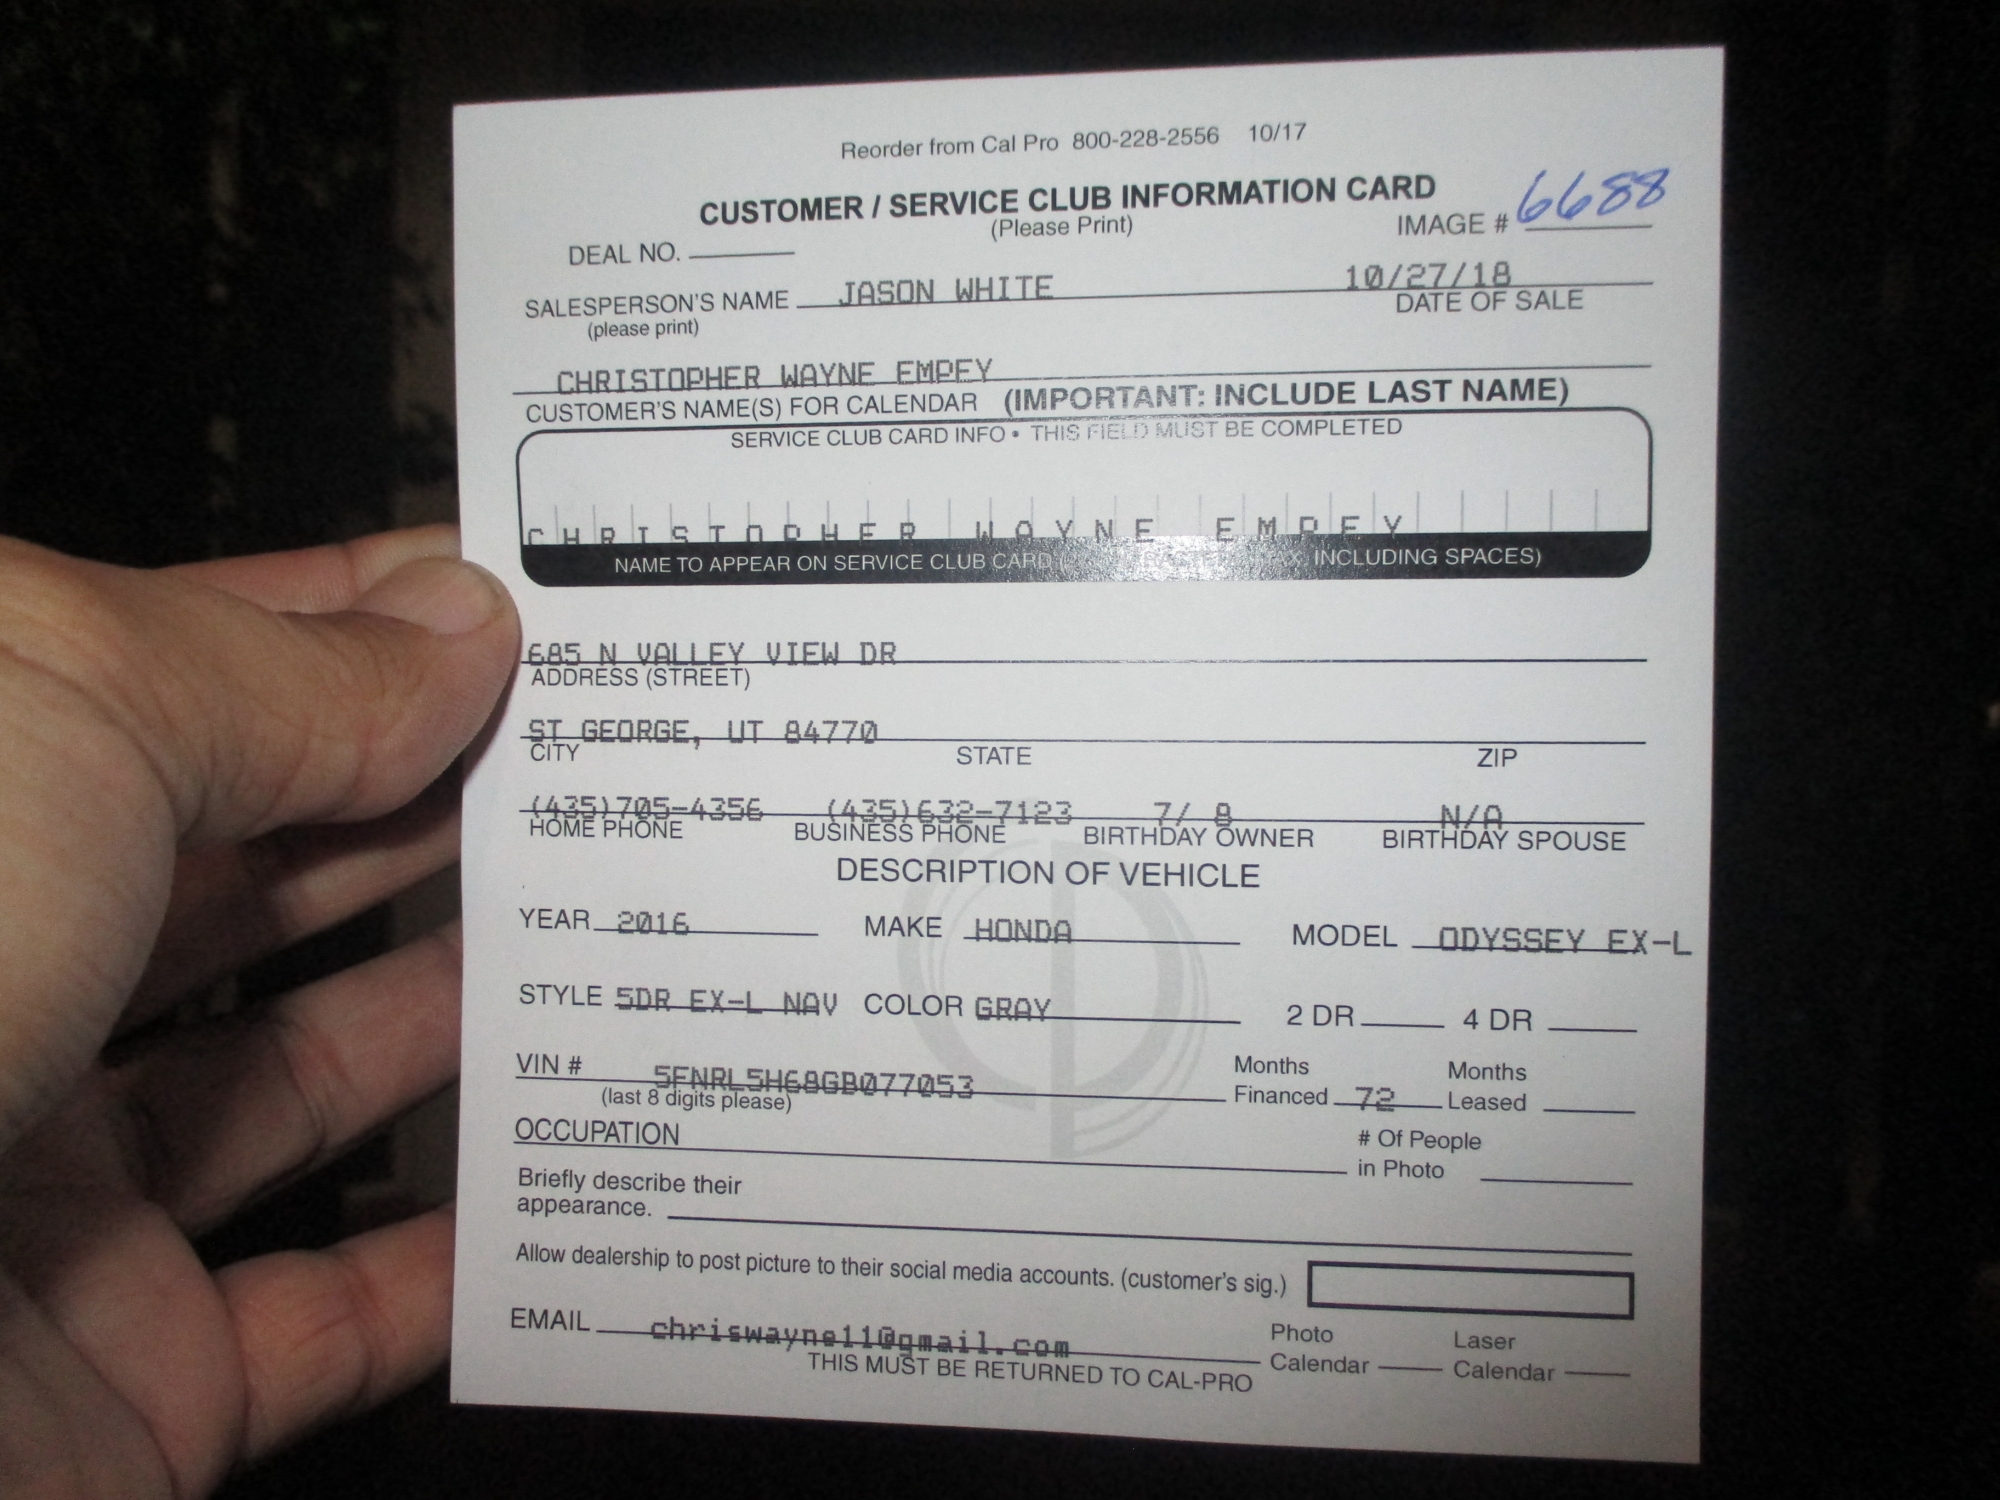 Reorder from Cal Pro 800-228-2556 10/17
CUSTOMER / SERVICE CLUB INFORMATION CARD
(Please Print)
IMAGE # 6688
DEAL NO.
SALESPERSON'S NAME JASON WHITE 10/27/18
(please print) DATE OF SALE
CHRISTOPHER WAYNE EMPEY
CUSTOMER'S NAME(S) FOR CALENDAR (IMPORTANT: INCLUDE LAST NAME)
SERVICE CLUB CARD INFO • THIS FIELD MUST BE COMPLETED
CHRISTOPHER WAYNE EMPEY
NAME TO APPEAR ON SERVICE CLUB CARD ( INCLUDING SPACES)
685 N VALLEY VIEW DR
ADDRESS (STREET)
ST GEORGE, UT 84770
CITY STATE ZIP
(435)705-4356 (435)632-7123 7/ 8 N/A
HOME PHONE BUSINESS PHONE BIRTHDAY OWNER BIRTHDAY SPOUSE
DESCRIPTION OF VEHICLE
YEAR 2016 MAKE HONDA MODEL ODYSSEY EX-L
STYLE 5DR EX-L NAV COLOR GRAY 2 DR 4 DR
VIN # 5FNRL5H68GB077053
(last 8 digits please)
Months Financed 72 Months Leased
OCCUPATION
# Of People in Photo
Briefly describe their
appearance.
Allow dealership to post picture to their social media accounts. (customer's sig.)
EMAIL chriswayne11@gmail.com
Photo Calendar Laser Calendar
THIS MUST BE RETURNED TO CAL-PRO